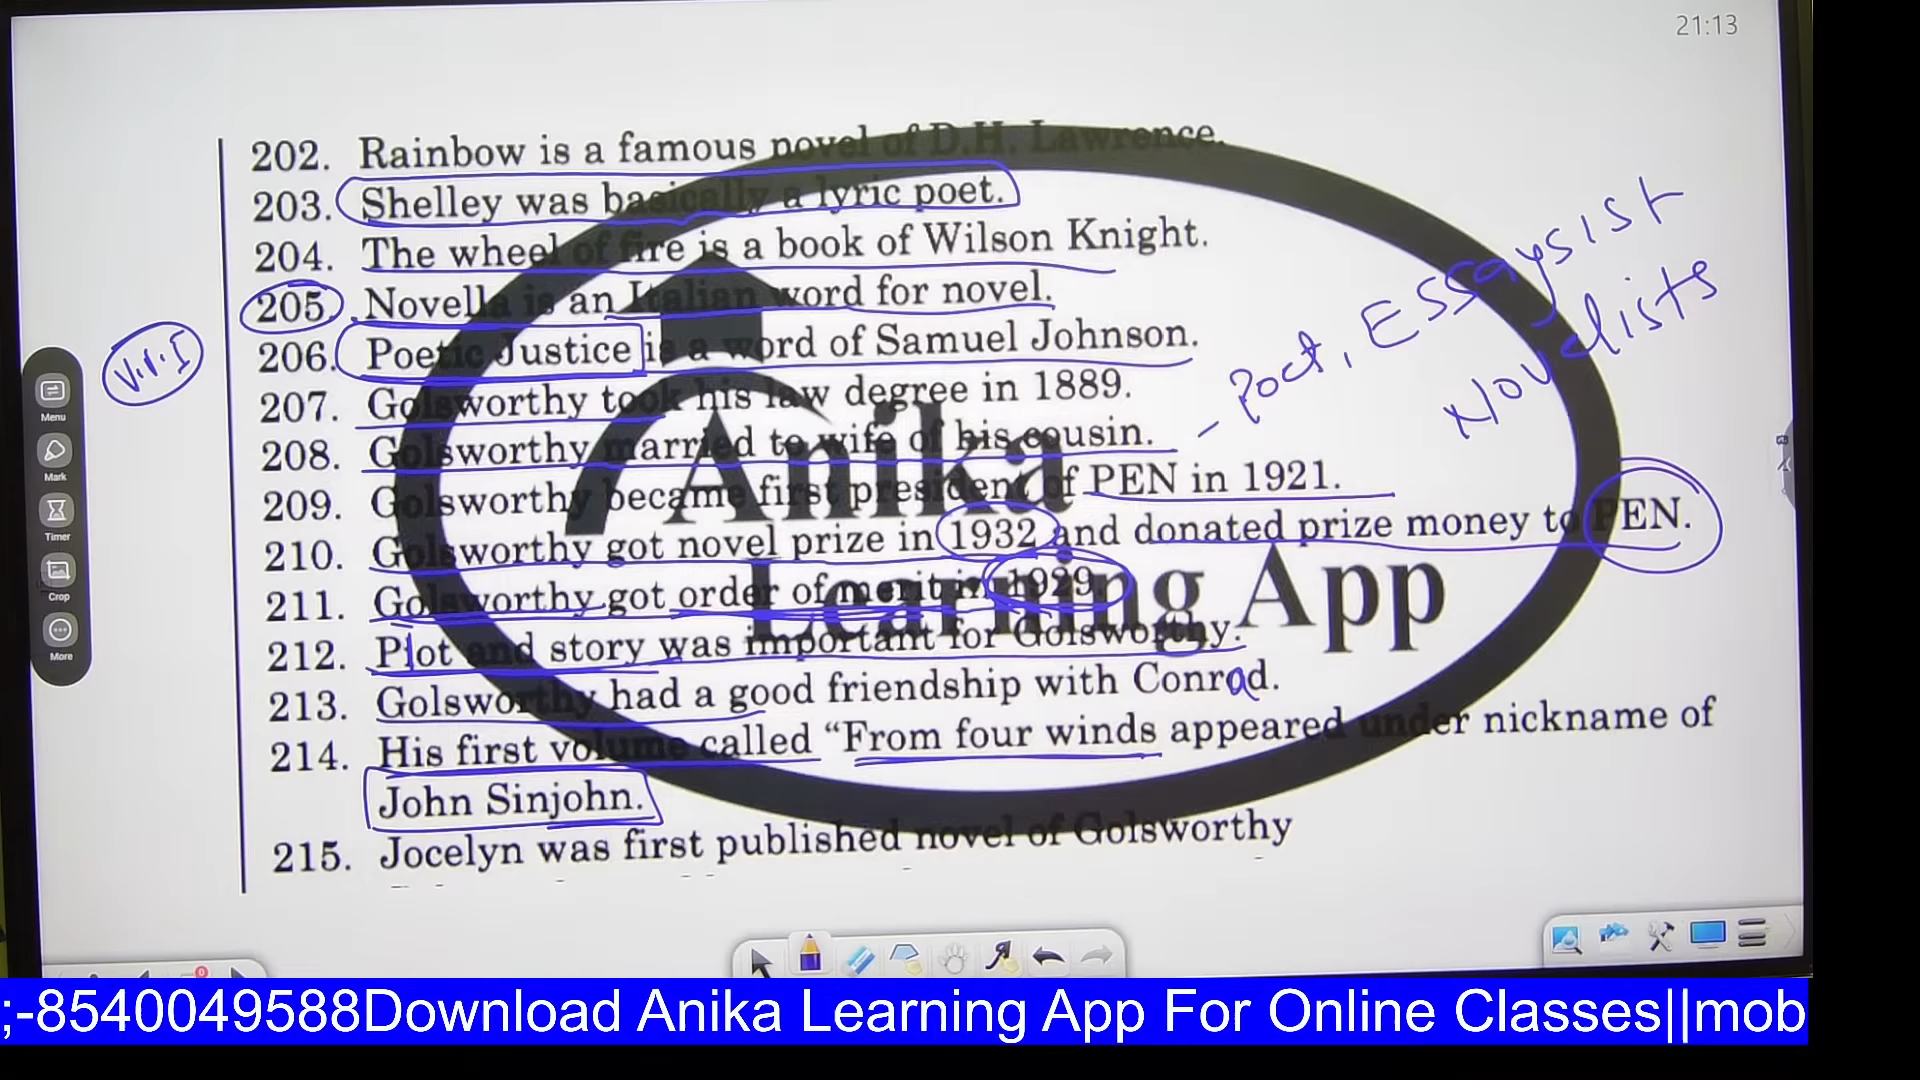 21:13
202. Rainbow is a famous novel of D.H. Lawrence.
203. Shelley was basically a lyric poet.
204. The wheel of fire is a book of Wilson Knight.
205. Novella is an Italian word for novel.
206. Poetic Justice is a word of Samuel Johnson.
V.V.I
207. Golsworthy took his law degree in 1889.
208. Golsworthy married to wife of his cousin.
- Poet, Essaysist
Novelists
209. Golsworthy became first president of PEN in 1921.
210. Golsworthy got novel prize in 1932 and donated prize money to PEN.
211. Golsworthy got order of merit in 1929.
212. Plot and story was important for Golsworthy.
213. Golsworthy had a good friendship with Conrad.
214. His first volume called “From four winds appeared under nickname of
John Sinjohn.
215. Jocelyn was first published novel of Golsworthy
Anika
Learning App
Menu
Mark
Timer
Crop
More
0
;-8540049588Download Anika Learning App For Online Classes||mob